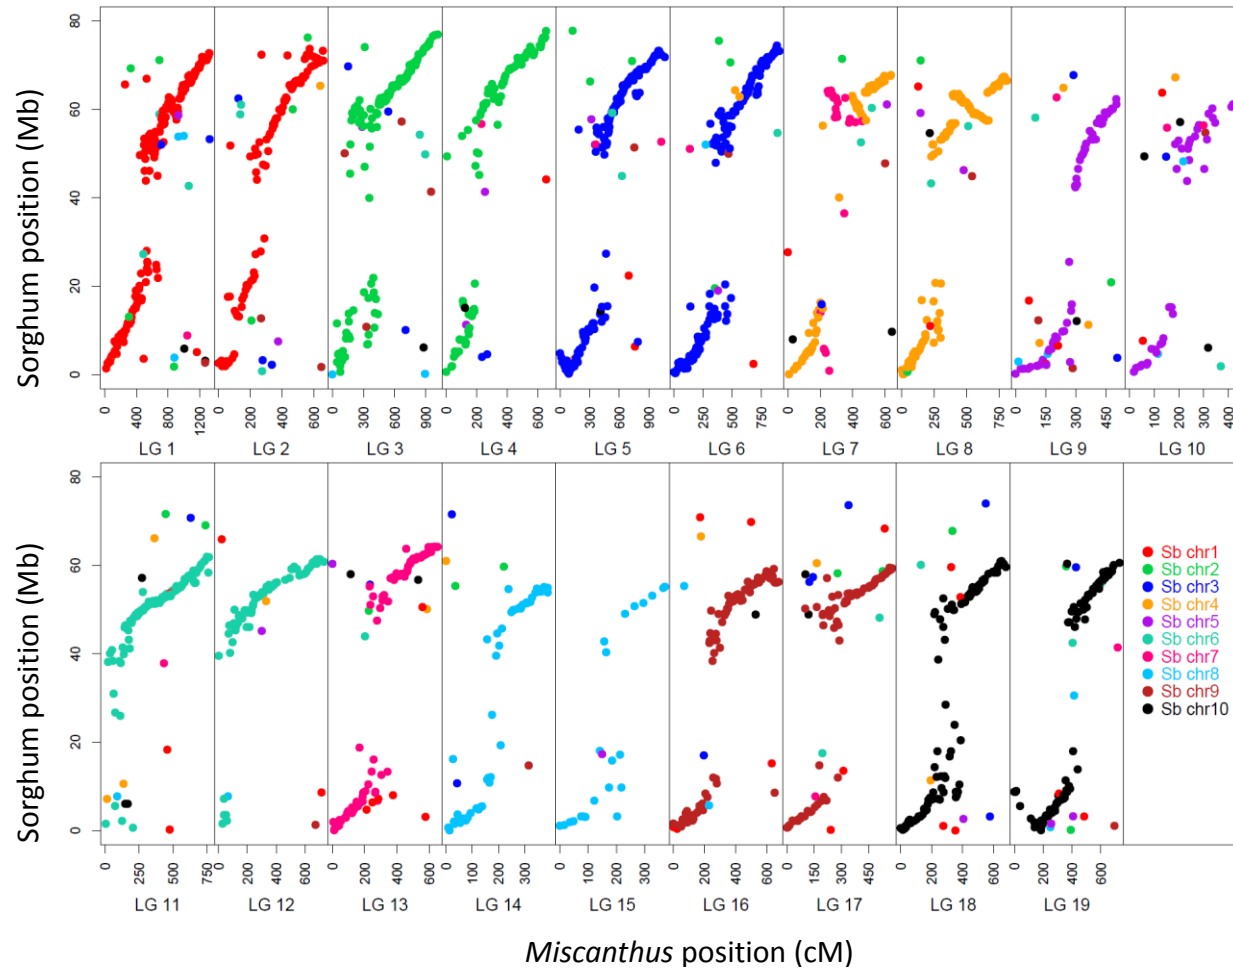 Sorghum position (Mb)
0 20 40 60 80
400 800 1200
0 200 400 600
0 300 600 900
0 200 400 600
0 300 600 900
0 250 500 750
0 200 400 600
0 250 500 750
0 150 300 450
0 100 200 300 400
LG 1 LG 2 LG 3 LG 4 LG 5 LG 6 LG 7 LG 8 LG 9 LG 10
Sorghum position (Mb)
0 20 40 60 80
0 250 500 750
0 200 400 600
0 200 400 600
0 100 200 300
0 100 200 300
0 200 400 600
0 150 300 450
0 200 400 600
0 200 400 600
LG 11 LG 12 LG 13 LG 14 LG 15 LG 16 LG 17 LG 18 LG 19
Sb chr1
Sb chr2
Sb chr3
Sb chr4
Sb chr5
Sb chr6
Sb chr7
Sb chr8
Sb chr9
Sb chr10
Miscanthus position (cM)